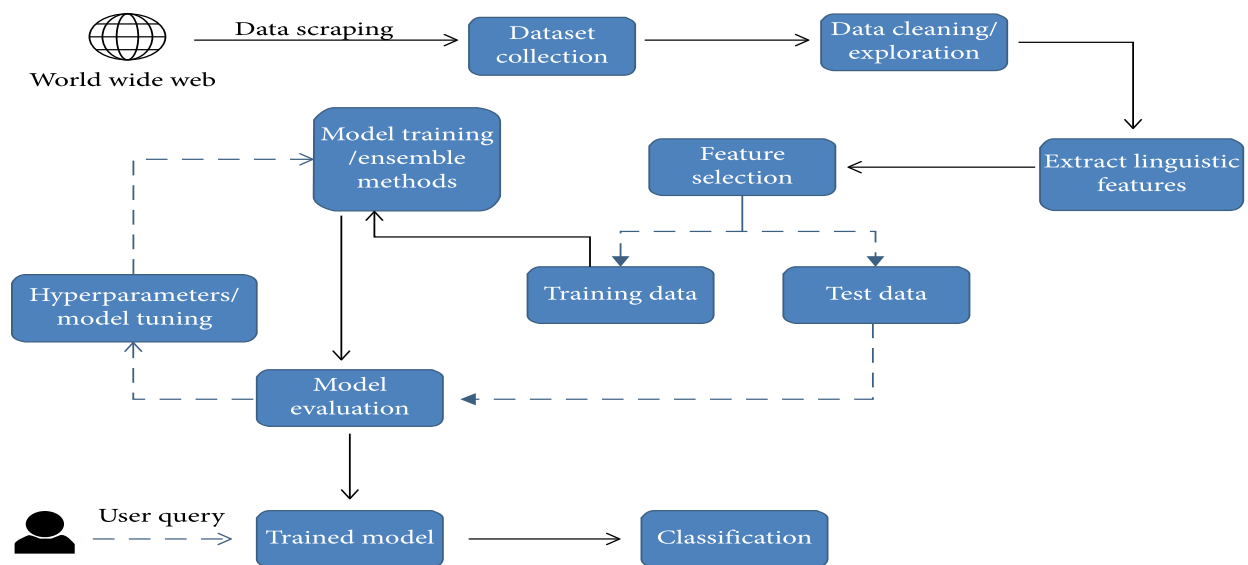 Data scraping
World wide web
Dataset
collection
Data cleaning/
exploration
Model training
/ensemble
methods
Feature
selection
Extract linguistic
features
Hyperparameters/
model tuning
Training data
Test data
Model
evaluation
User query
Trained model
Classification